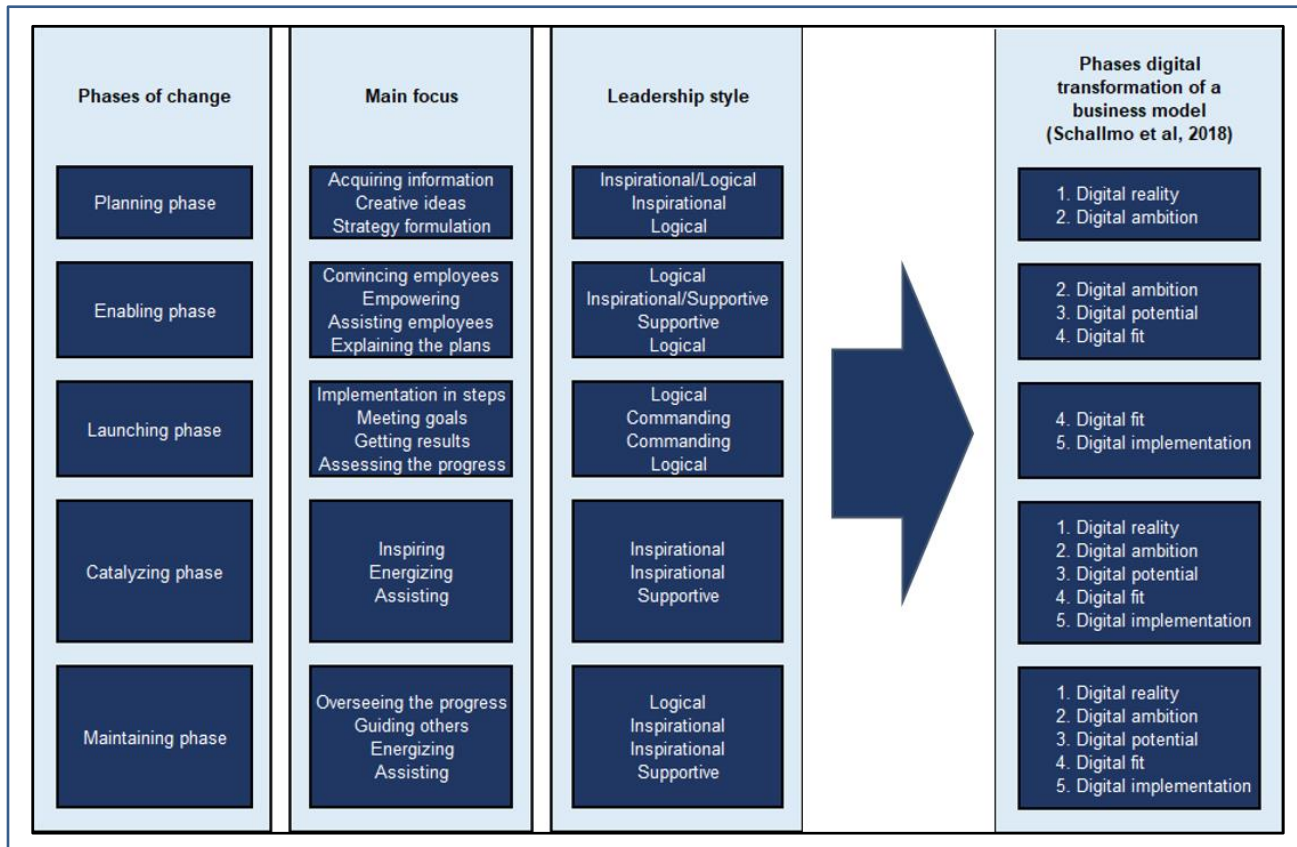 Phases of change
Main focus
Leadership style
Phases digital
transformation of a
business model
(Schallmo et al, 2018)
Planning phase
Acquiring information
Creative ideas
Strategy formulation
Inspirational/Logical
Inspirational
Logical
1. Digital reality
2. Digital ambition
Enabling phase
Convincing employees
Empowering
Assisting employees
Explaining the plans
Logical
Inspirational/Supportive
Supportive
Logical
2. Digital ambition
3. Digital potential
4. Digital fit
Launching phase
Implementation in steps
Meeting goals
Getting results
Assessing the progress
Logical
Commanding
Commanding
Logical
4. Digital fit
5. Digital implementation
Catalyzing phase
Inspiring
Energizing
Assisting
Inspirational
Inspirational
Supportive
1. Digital reality
2. Digital ambition
3. Digital potential
4. Digital fit
5. Digital implementation
Maintaining phase
Overseeing the progress
Guiding others
Energizing
Assisting
Logical
Inspirational
Inspirational
Supportive
1. Digital reality
2. Digital ambition
3. Digital potential
4. Digital fit
5. Digital implementation